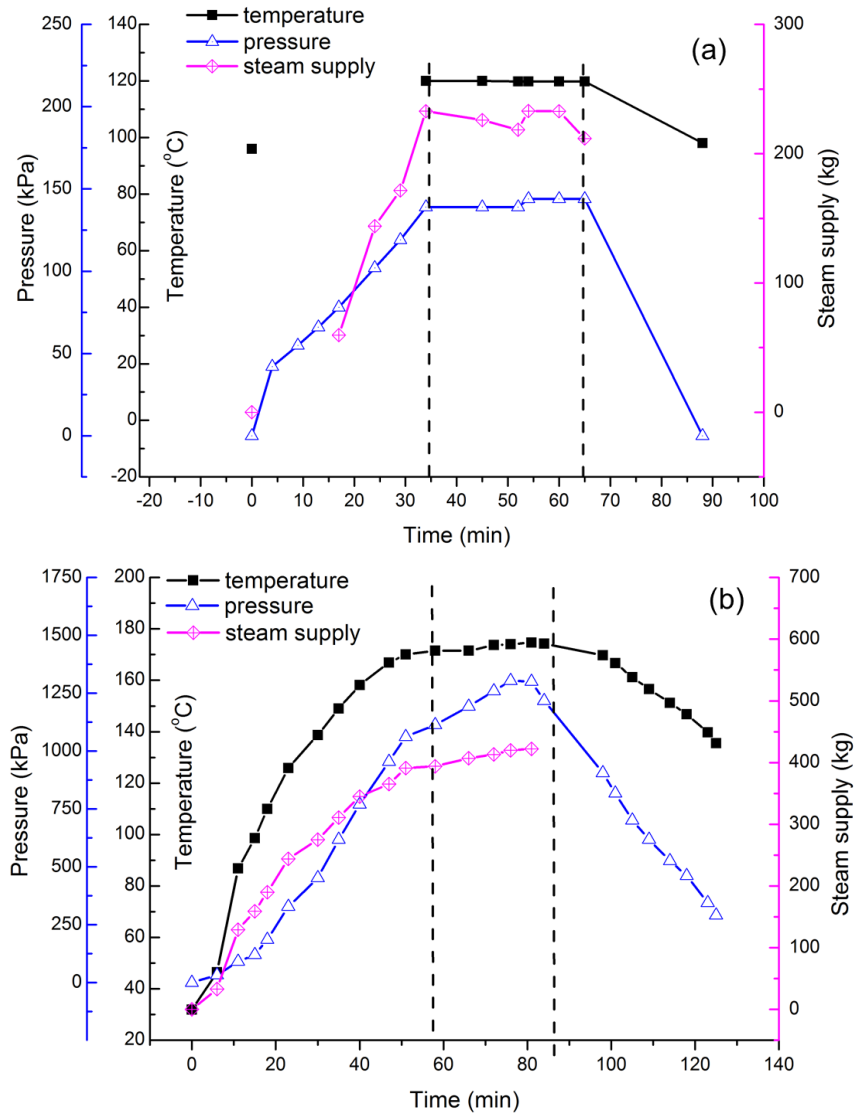 temperature
pressure
steam supply
(a)
250
200
150
100
50
0
Pressure (kPa)
140
120
100
80
60
40
20
0
-20
Temperature (°C)
300
200
100
0
Steam supply (kg)
-20 -10 0 10 20 30 40 50 60 70 80 90 100
Time (min)
temperature
pressure
steam supply
(b)
1750
1500
1250
1000
750
500
250
0
Pressure (kPa)
200
180
160
140
120
100
80
60
40
20
Temperature (°C)
700
600
500
400
300
200
100
0
Steam supply (kg)
0 20 40 60 80 100 120 140
Time (min)